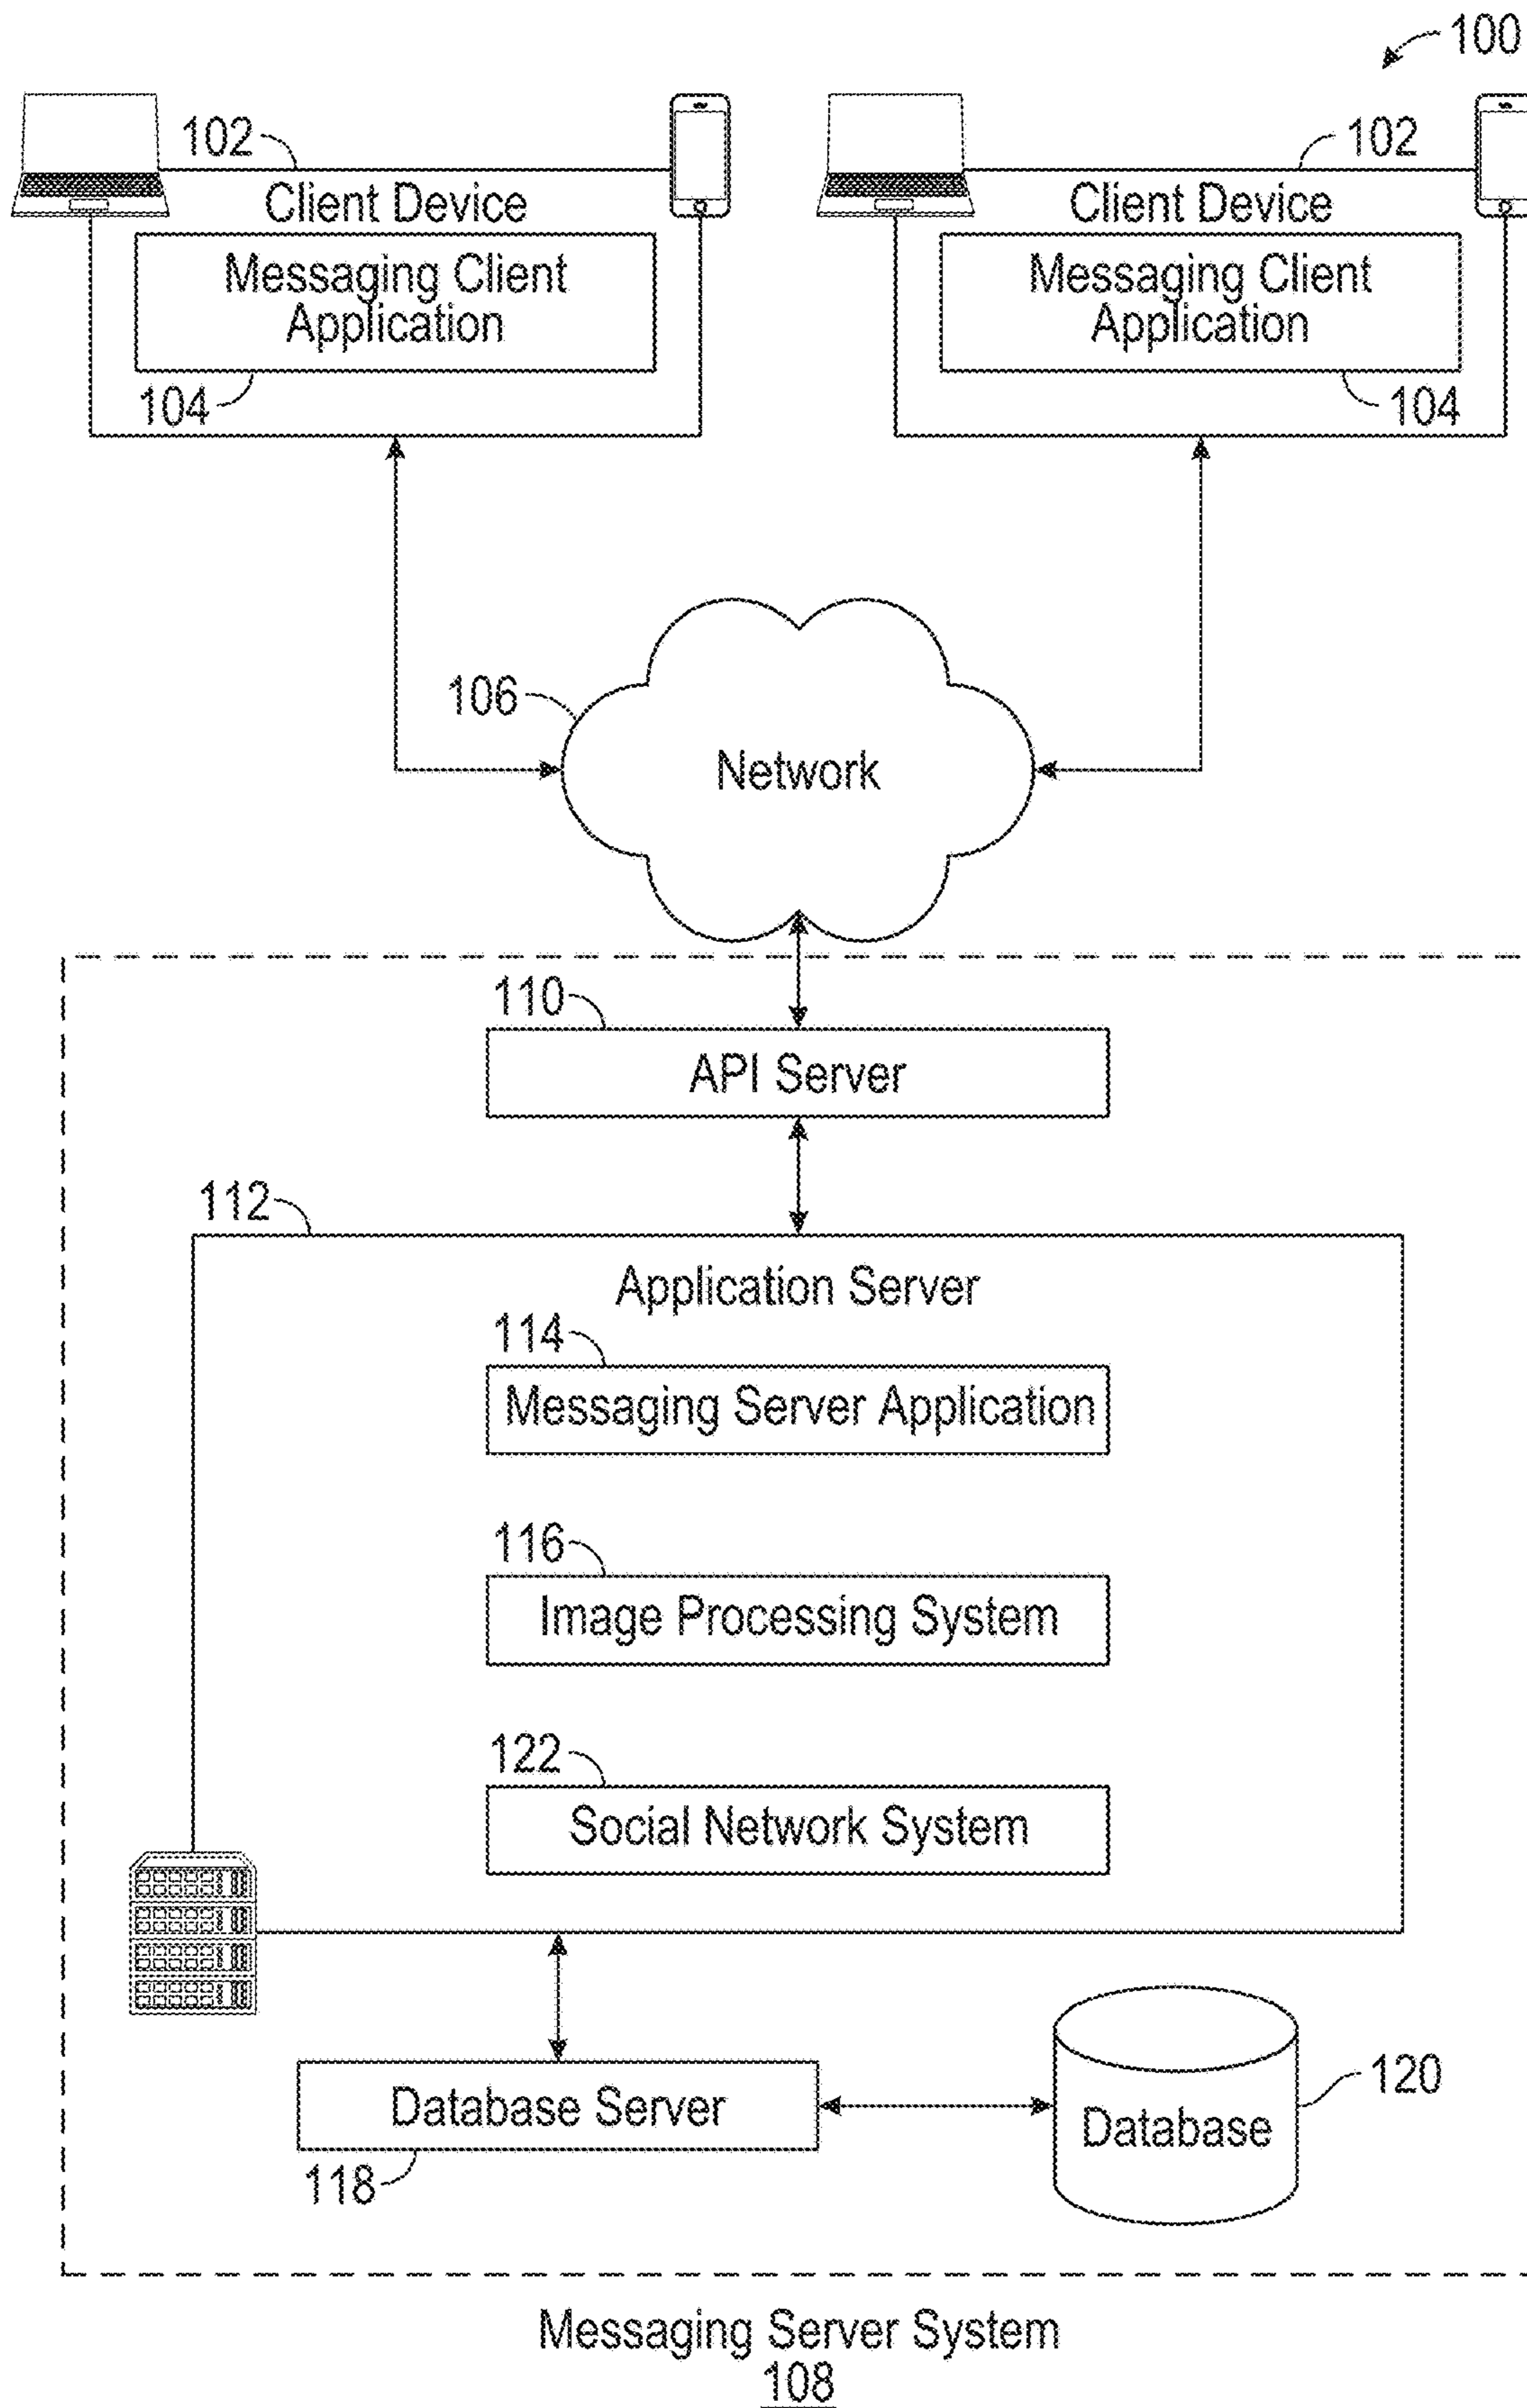 100
102
102
Client Device
Client Device
Messaging Client
Application
Messaging Client
Application
104
104
106
Network
110
API Server
112
Application Server
114
Messaging Server Application
116
Image Processing System
122
Social Network System
Database Server
118
Database
120
Messaging Server System
108